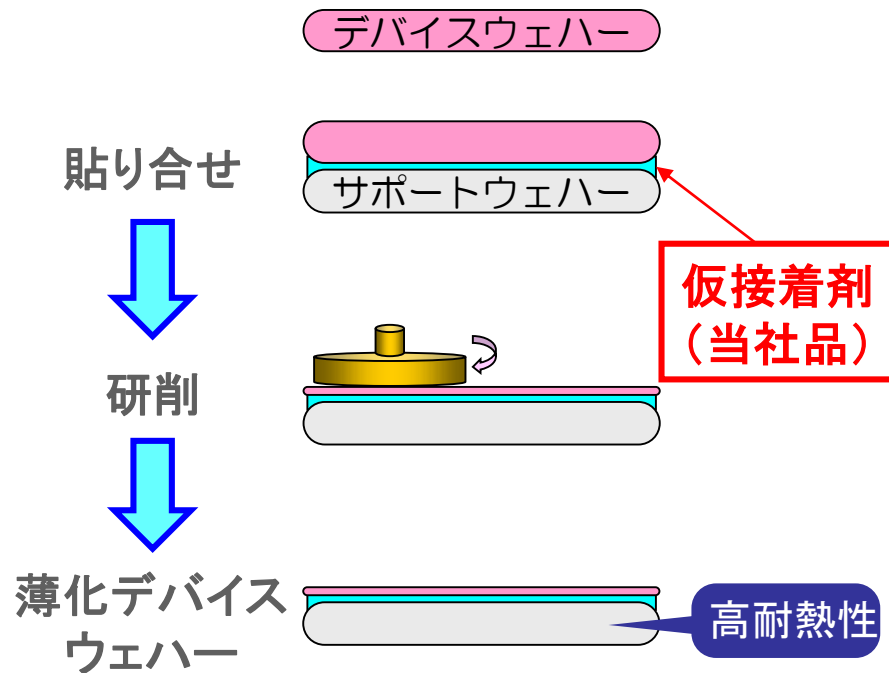 デバイスウェハー
貼り合せ
サポートウェハー
仮接着剤
（当社品）
研削
薄化デバイス
ウェハー
高耐熱性